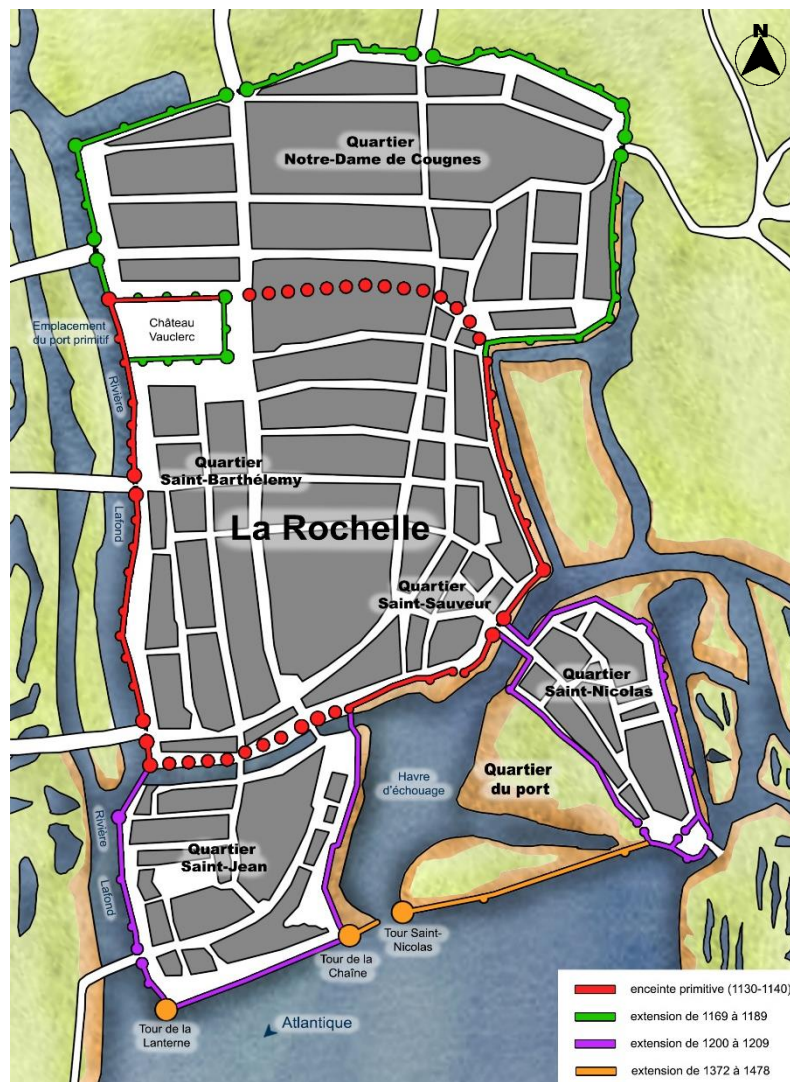 N
Quartier
Notre-Dame de Cougnes
Emplacement
du port primitif
Château
Vauclerc
Rivière
Quartier
Saint-Barthélemy
Lafond
La Rochelle
Quartier
Saint-Sauveur
Quartier
Saint-Nicolas
Quartier
du port
Havre
d'échouage
Rivière
Quartier
Saint-Jean
Lafond
Tour Saint-
Nicolas
Tour de la
Chaîne
Tour de la
Lanterne
Atlantique
enceinte primitive (1130-1140)
extension de 1169 à 1189
extension de 1200 à 1209
extension de 1372 à 1478